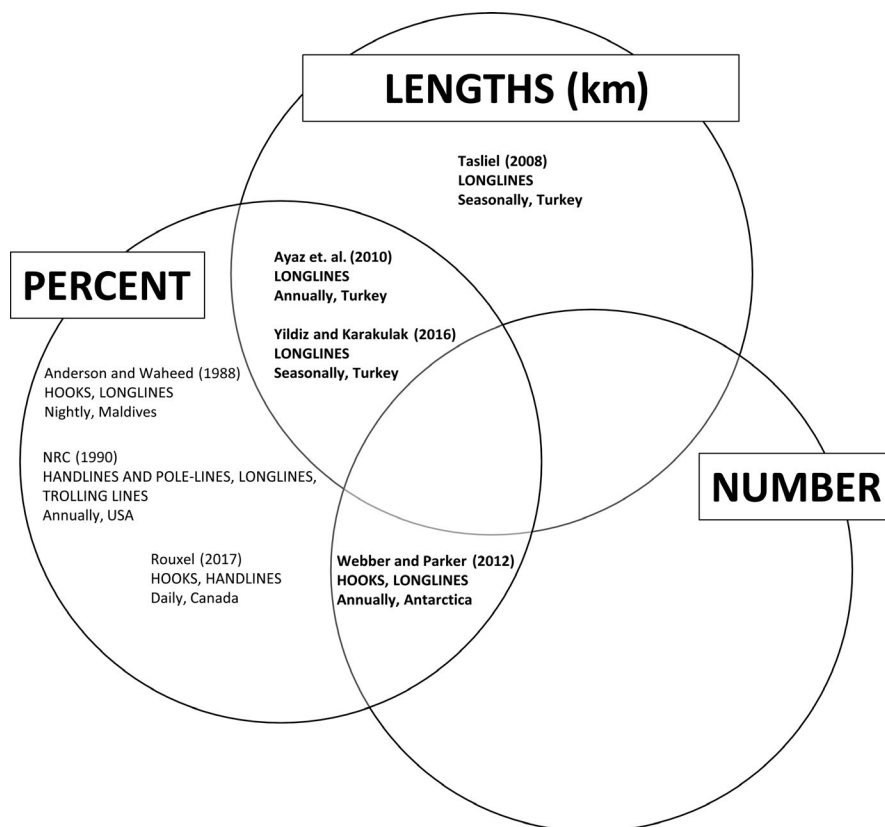 LENGTHS (km)
Tasliel (2008)
LONGLINES
Seasonally, Turkey
PERCENT
Ayaz et. al. (2010)
LONGLINES
Annually, Turkey
Yildiz and Karakulak (2016)
LONGLINES
Seasonally, Turkey
Anderson and Waheed (1988)
HOOKS, LONGLINES
Nightly, Maldives
NRC (1990)
HANDLINES AND POLE-LINES, LONGLINES,
TROLLING LINES
Annually, USA
NUMBER
Rouxel (2017)
HOOKS, HANDLINES
Daily, Canada
Webber and Parker (2012)
HOOKS, LONGLINES
Annually, Antarctica